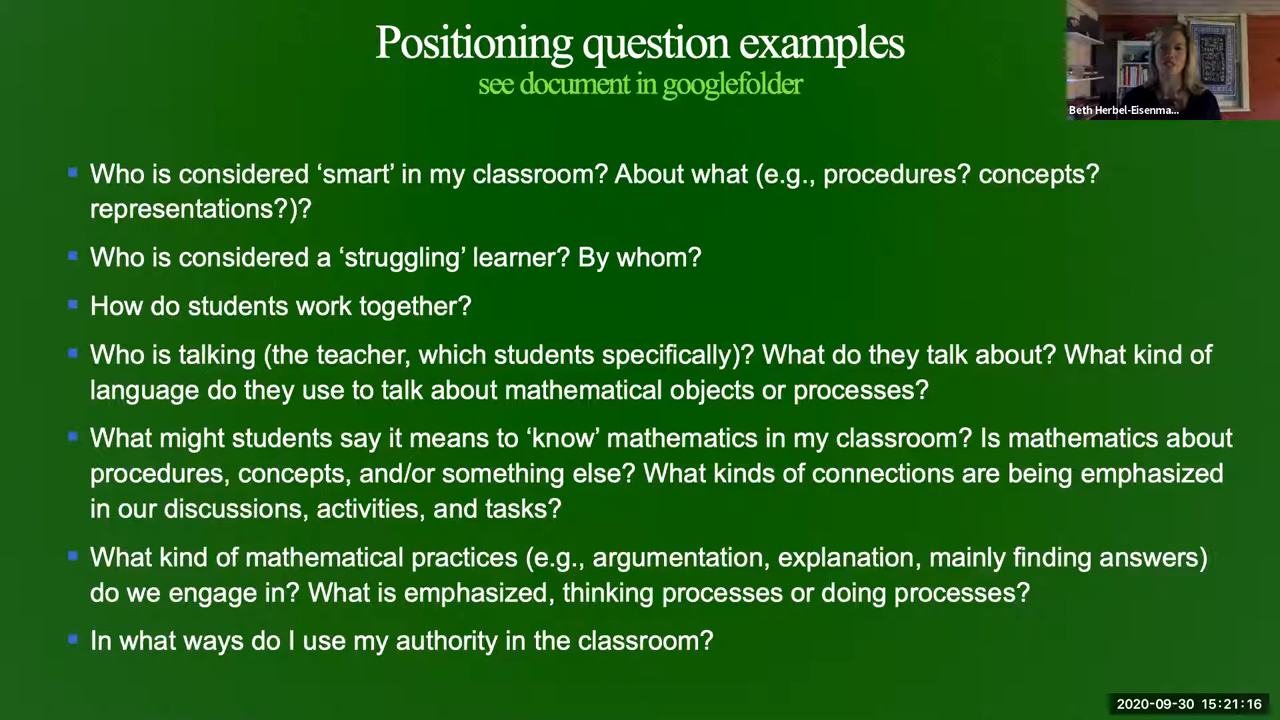 Positioning question examples
see document in googlefolder
Beth Herbel-Eisenma...
Who is considered ‘smart’ in my classroom? About what (e.g., procedures? concepts?
representations?)?
Who is considered a ‘struggling’ learner? By whom?
How do students work together?
Who is talking (the teacher, which students specifically)? What do they talk about? What kind of
language do they use to talk about mathematical objects or processes?
What might students say it means to ‘know’ mathematics in my classroom? Is mathematics about
procedures, concepts, and/or something else? What kinds of connections are being emphasized
in our discussions, activities, and tasks?
What kind of mathematical practices (e.g., argumentation, explanation, mainly finding answers)
do we engage in? What is emphasized, thinking processes or doing processes?
In what ways do I use my authority in the classroom?
2020-09-30 15:21:16